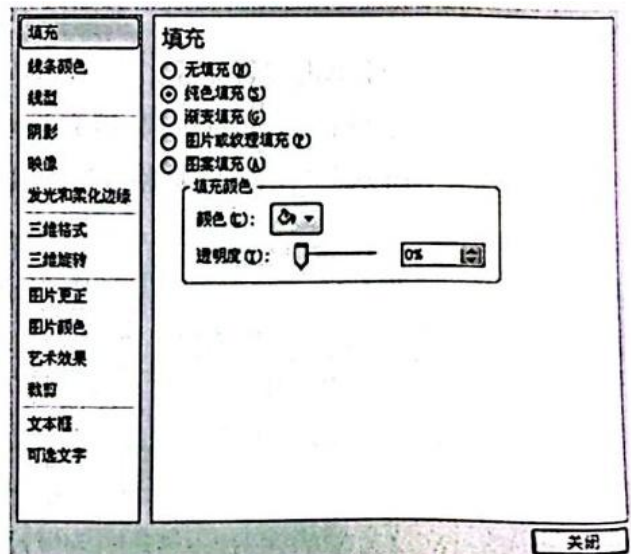 填充
线条颜色
线型
阴影
映像
发光和柔化边缘
三维格式
三维旋转
图片更正
图片颜色
艺术效果
裁剪
文本框
可选文字
填充
无填充(N)
纯色填充(S)
渐变填充(G)
图片或纹理填充(P)
图案填充(A)
填充颜色
颜色(C):
透明度(T): 0%
关闭